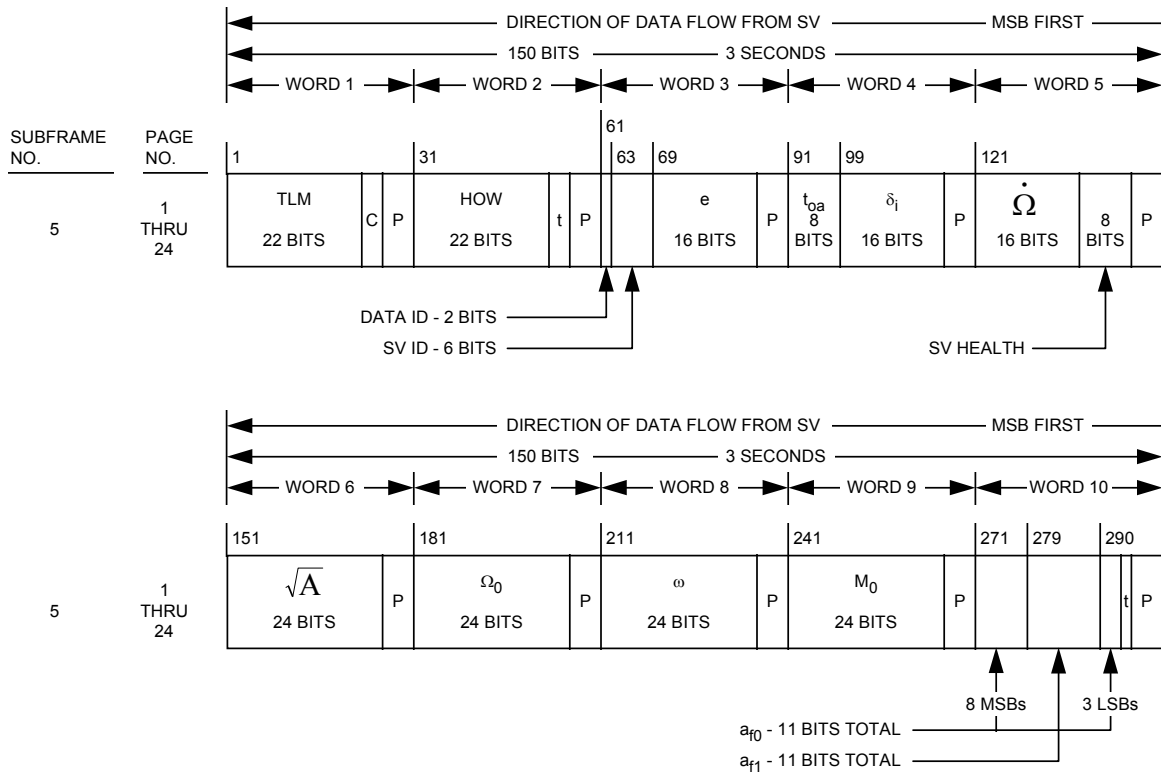 DIRECTION OF DATA FLOW FROM SV MSB FIRST
150 BITS 3 SECONDS
WORD 1 WORD 2 WORD 3 WORD 4 WORD 5
SUBFRAME NO. PAGE NO.
61
1 31 63 69 91 99 121
5 1 THRU 24
TLM 22 BITS C P HOW 22 BITS t P e 16 BITS P t_oa 8 BITS δ_i 16 BITS P Ω̇ 16 BITS 8 BITS P
DATA ID - 2 BITS
SV ID - 6 BITS SV HEALTH
DIRECTION OF DATA FLOW FROM SV MSB FIRST
150 BITS 3 SECONDS
WORD 6 WORD 7 WORD 8 WORD 9 WORD 10
151 181 211 241 271 279 290
5 1 THRU 24
√A 24 BITS P Ω₀ 24 BITS P ω 24 BITS P M₀ 24 BITS P t P
8 MSBs 3 LSBs
a_f0 - 11 BITS TOTAL
a_f1 - 11 BITS TOTAL